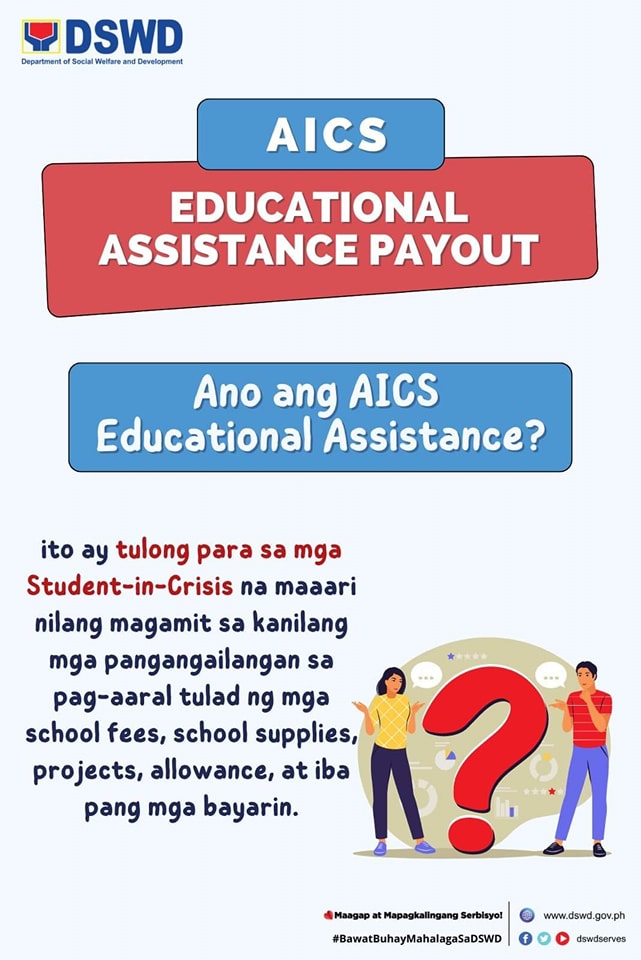 DSWD
Department of Social Welfare and Development
AICS
EDUCATIONAL
ASSISTANCE PAYOUT
Ano ang AICS
Educational Assistance?
ito ay tulong para sa mga
Student-in-Crisis na maaari
nilang magamit sa kanilang
mga pangangailangan sa
pag-aaral tulad ng mga
school fees, school supplies,
projects, allowance, at iba
pang mga bayarin.
Maagap at Mapagkalingang Serbisyo!
#BawatBuhayMahalagaSaDSWD
www.dswd.gov.ph
dswdserves